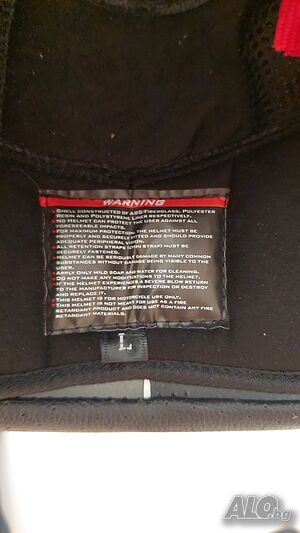 WARNING
• SHELL CONSTRUCTED OF ABS/FIBERGLASS, POLYESTER
RESIN AND POLYSTYRENE LINER RESPECTIVELY.
• NO HELMET CAN PROTECT THE USER AGAINST ALL
FORESEEABLE IMPACTS.
• FOR MAXIMUM PROTECTION, THE HELMET MUST BE
PROPERLY AND SECURELY FITTED AND SHOULD PROVIDE
ADEQUATE PERIPHERAL VISION.
• ALL RETENTION STRAPS (CHIN STRAP) MUST BE
SECURELY FASTENED.
• HELMET CAN BE SERIOUSLY DAMAGE BY MANY COMMON
SUBSTANCES WITHOUT DAMAGE BEING VISIBLE TO THE
USER.
• APPLY ONLY MILD SOAP AND WATER FOR CLEANING.
• DO NOT MAKE ANY MODIFICATIONS TO THE HELMET.
• IF THE HELMET EXPERIENCES A SEVERE BLOW RETURN
TO THE MANUFACTURER FOR INSPECTION OR DESTROY
AND REPLACE IT.
• THIS HELMET IS FOR MOTORCYCLE USE ONLY.
• THIS HELMET IS NOT MEANT FOR USE AS A FIRE
RETARDANT PRODUCT AND DOES NOT CONTAIN ANY FIRE
RETARDANT MATERIALS.
L
ALO.bg